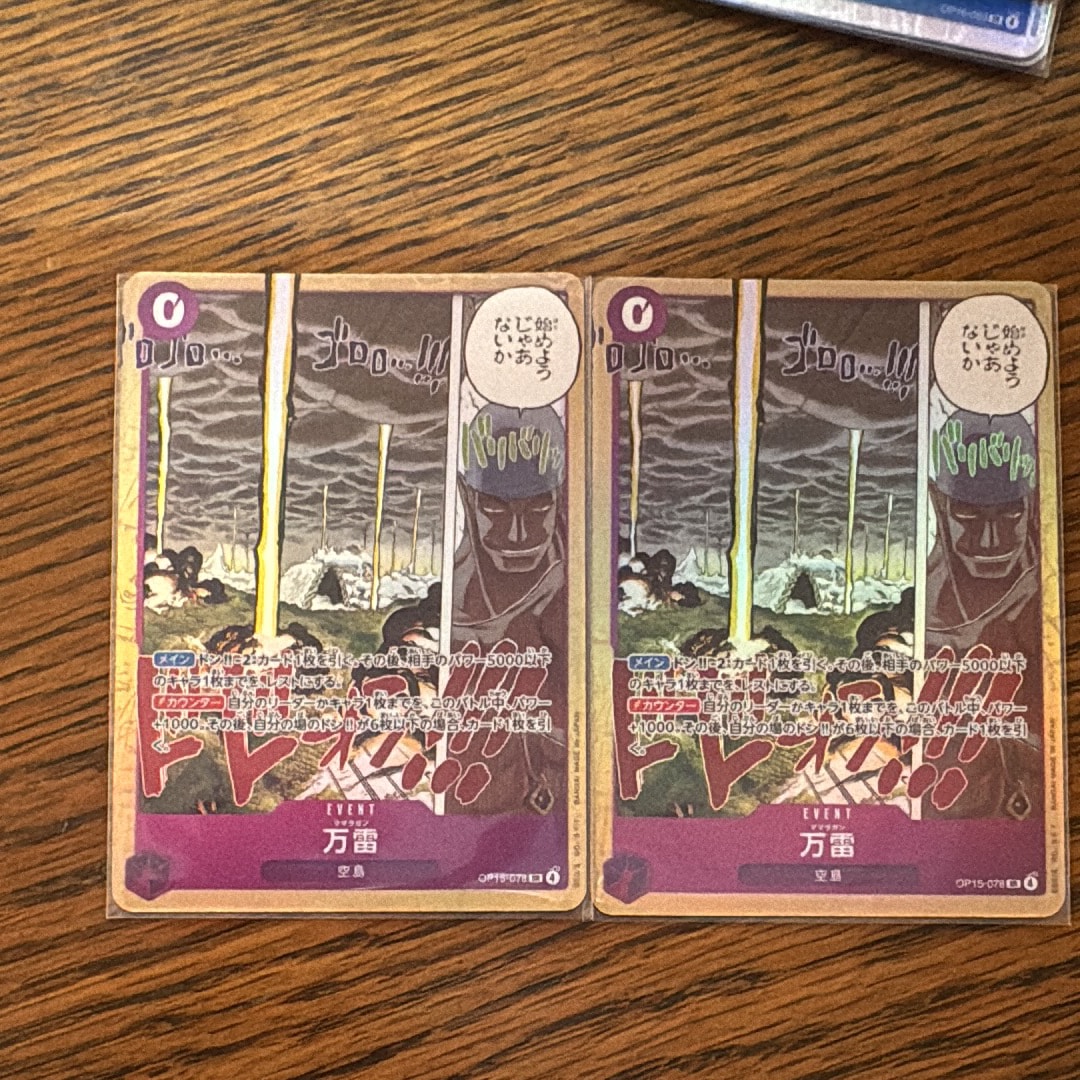 0
ゴロゴロ…
ゴロロロ…!!!
始めよう
じゃあ
ないか
バリバリッ
メイン ドン!!−2:カード1枚を引く。その後、相手のパワー5000以下
のキャラ1枚までを、レストにする。
カウンター 自分のリーダーかキャラ1枚までを、このバトル中、パワー
+1000。その後、自分の場のドン!!が6枚以下の場合、カード1枚を引
く。
EVENT
ママラガン
万雷
空島
OP15-078 4
0
ゴロゴロ…
ゴロロロ…!!!
始めよう
じゃあ
ないか
バリバリッ
メイン ドン!!−2:カード1枚を引く。その後、相手のパワー5000以下
のキャラ1枚までを、レストにする。
カウンター 自分のリーダーかキャラ1枚までを、このバトル中、パワー
+1000。その後、自分の場のドン!!が6枚以下の場合、カード1枚を引
く。
EVENT
ママラガン
万雷
空島
OP15-078 4